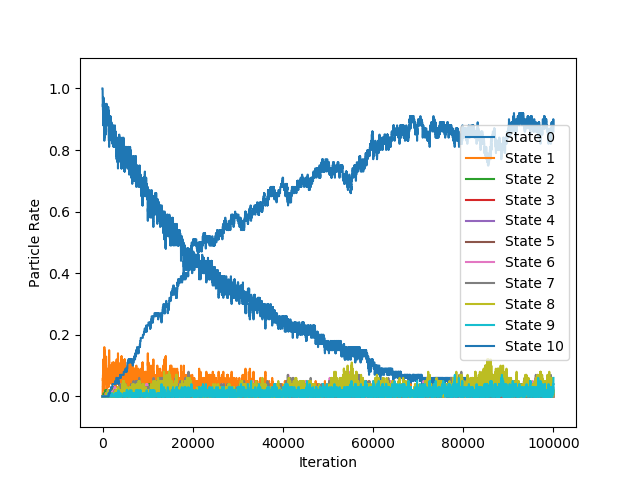 1.0
0.8
0.6
0.4
0.2
0.0
Particle Rate
State 0
State 1
State 2
State 3
State 4
State 5
State 6
State 7
State 8
State 9
State 10
0 20000 40000 60000 80000 100000
Iteration